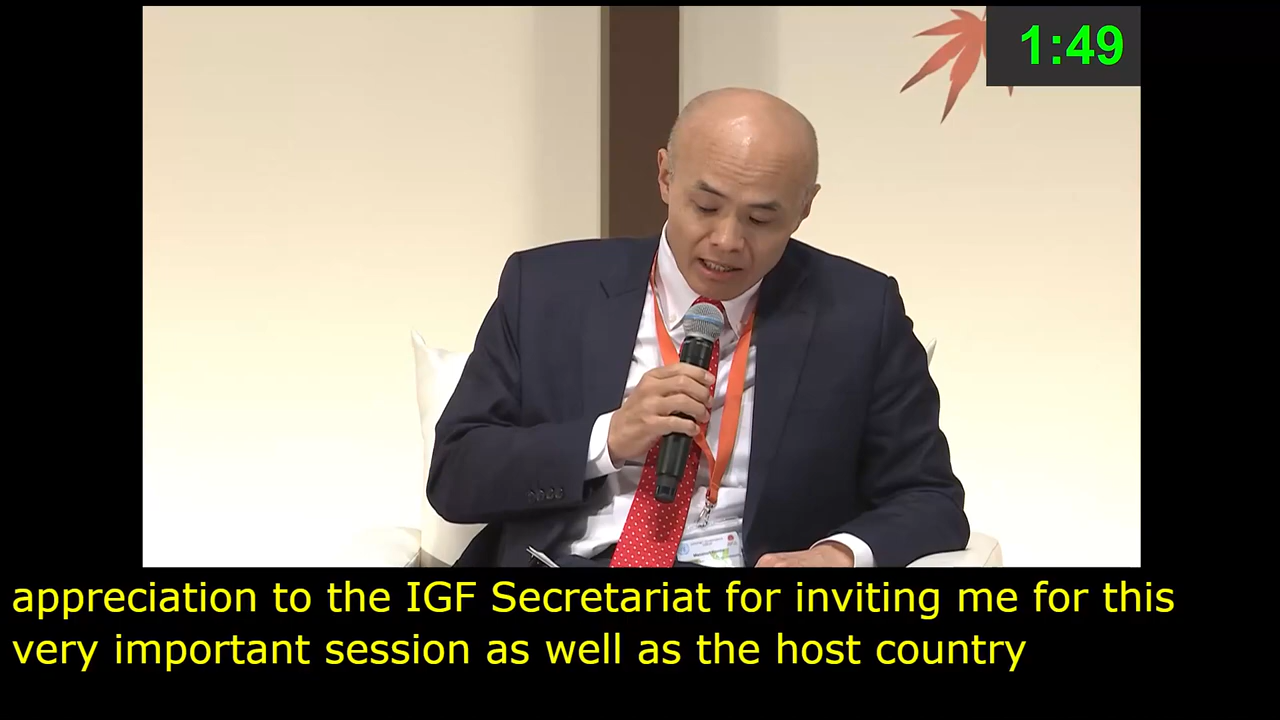 1:49
appreciation to the IGF Secretariat for inviting me for this
very important session as well as the host country